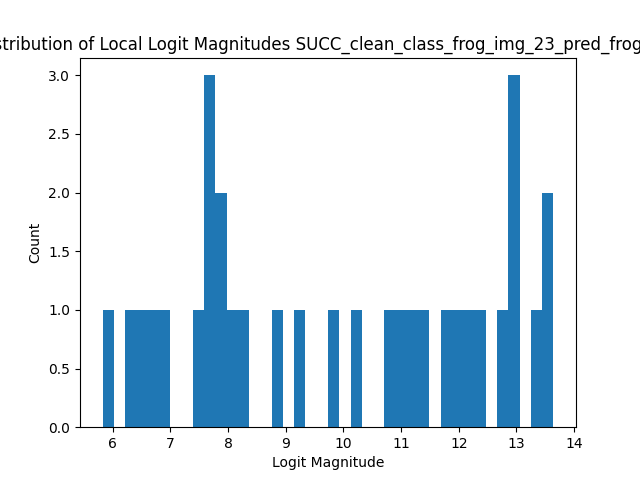 stribution of Local Logit Magnitudes SUCC_clean_class_frog_img_23_pred_frog
3.0
2.5
2.0
1.5
1.0
0.5
0.0
Count
6 7 8 9 10 11 12 13 14
Logit Magnitude